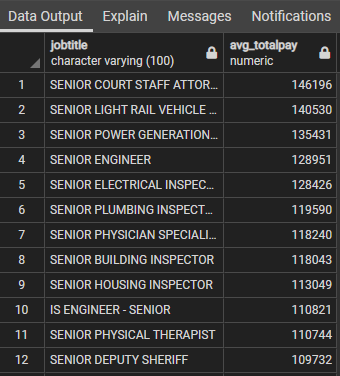 Data Output Explain Messages Notifications
jobtitle avg_totalpay
character varying (100) numeric
1 SENIOR COURT STAFF ATTOR... 146196
2 SENIOR LIGHT RAIL VEHICLE ... 140530
3 SENIOR POWER GENERATION... 135431
4 SENIOR ENGINEER 128951
5 SENIOR ELECTRICAL INSPEC... 128426
6 SENIOR PLUMBING INSPECT... 119590
7 SENIOR PHYSICIAN SPECIALI... 118240
8 SENIOR BUILDING INSPECTOR 118043
9 SENIOR HOUSING INSPECTOR 113049
10 IS ENGINEER - SENIOR 110821
11 SENIOR PHYSICAL THERAPIST 110744
12 SENIOR DEPUTY SHERIFF 109732